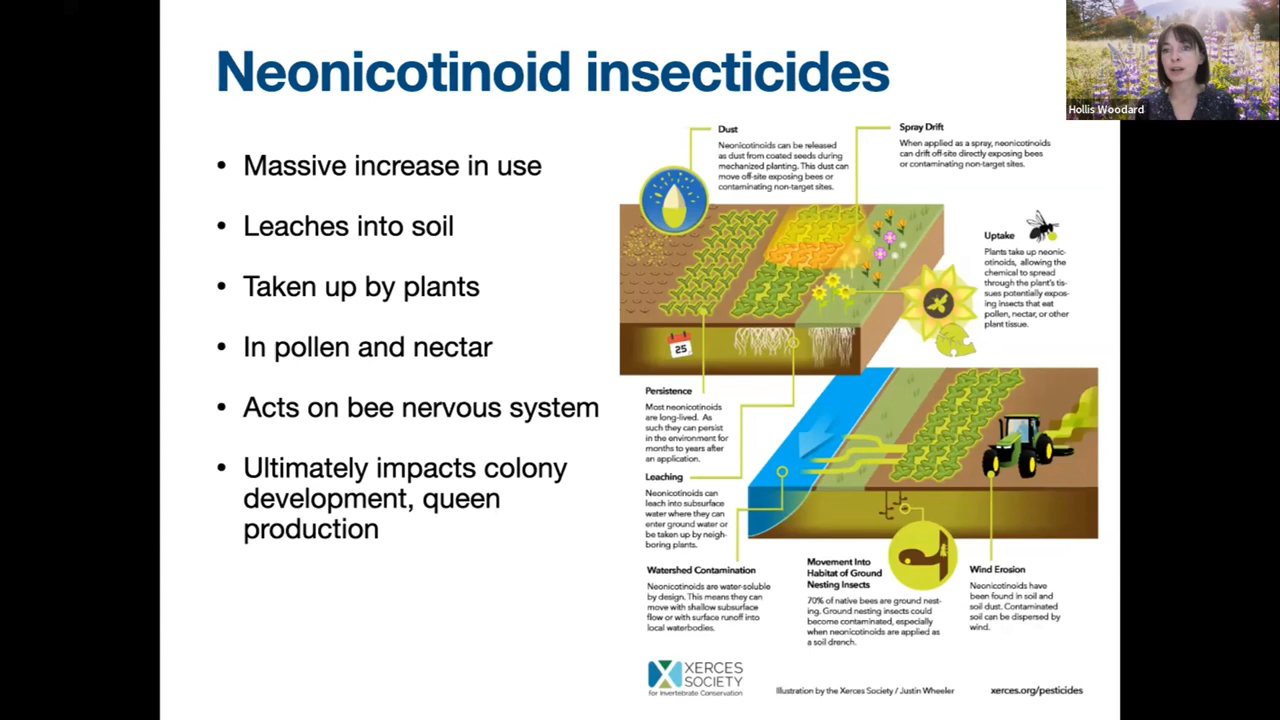 Neonicotinoid insecticides
Hollis Woodard
• Massive increase in use
• Leaches into soil
• Taken up by plants
• In pollen and nectar
• Acts on bee nervous system
• Ultimately impacts colony
development, queen
production
Dust
Neonicotinoids can be released
as dust from coated seeds during
mechanized planting. This dust can
move off-site exposing bees or
contaminating non-target sites.
Spray Drift
When applied as a spray, neonicotinoids
can drift off-site directly exposing bees
or contaminating non-target sites.
Uptake
Plants take up neonic-
otinoids, allowing the
chemical to spread
through the plant's tis-
sues potentially expos-
ing insects that eat
pollen, nectar, or other
plant tissue.
25
Persistence
Most neonicotinoids
are long-lived. As
such they can persist
in the environment for
months to years after
an application.
Leaching
Neonicotinoids can
leach into subsurface
water where they can
enter ground water or
be taken up by neigh-
boring plants.
Watershed Contamination
Neonicotinoids are water-soluble
by design. This means they can
move with shallow subsurface
flow or with surface runoff into
local waterbodies.
Movement Into
Habitat of Ground
Nesting Insects
70% of native bees are ground nest-
ing. Ground nesting insects could
become contaminated, especially
when neonicotinoids are applied as
a soil drench.
Wind Erosion
Neonicotinoids have
been found in soil and
soil dust. Contaminated
soil can be dispersed by
wind.
XERCES
SOCIETY
for Invertebrate Conservation
Illustration by the Xerces Society / Justin Wheeler
xerces.org/pesticides